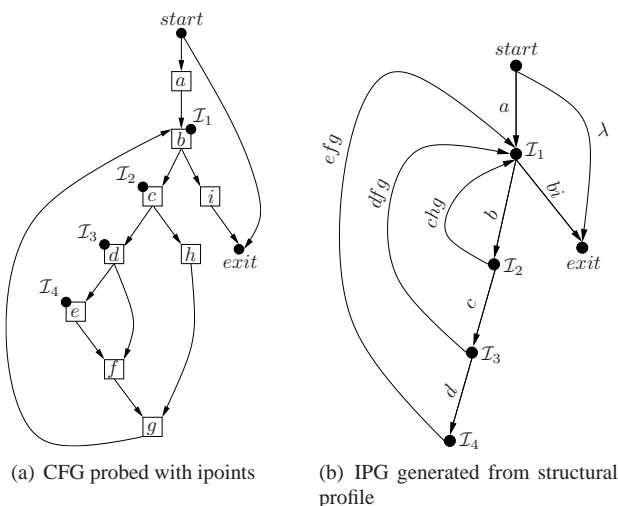 start
a
I1
b
I2
c
i
I3
d
h
exit
I4
e
f
g
(a) CFG probed with ipoints
start
a
λ
efg
I1
dfg
chg
bi
b
I2
exit
c
I3
d
I4
(b) IPG generated from structural
profile